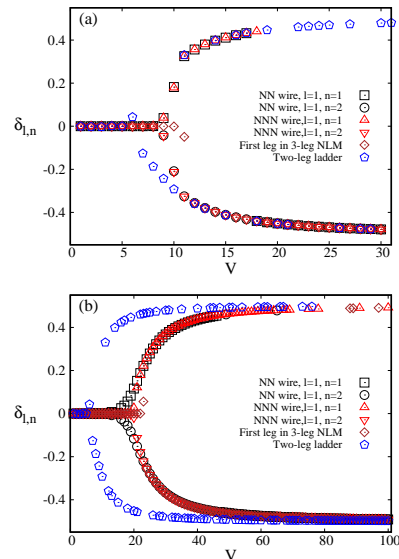 (a)
0.4
0.2
0
-0.2
-0.4
δl,n
NN wire, l=1, n=1
NN wire, l=1, n=2
NNN wire, l=1, n=1
NNN wire, l=1, n=2
First leg in 3-leg NLM
Two-leg ladder
0 5 10 15 20 25 30
V
(b)
0.4
0.2
0
-0.2
-0.4
δl,n
NN wire, l=1, n=1
NN wire, l=1, n=2
NNN wire,l=1, n=1
NNN wire,l=1, n=2
First leg in 3-leg NLM
Two-leg ladder
0 20 40 60 80 100
V